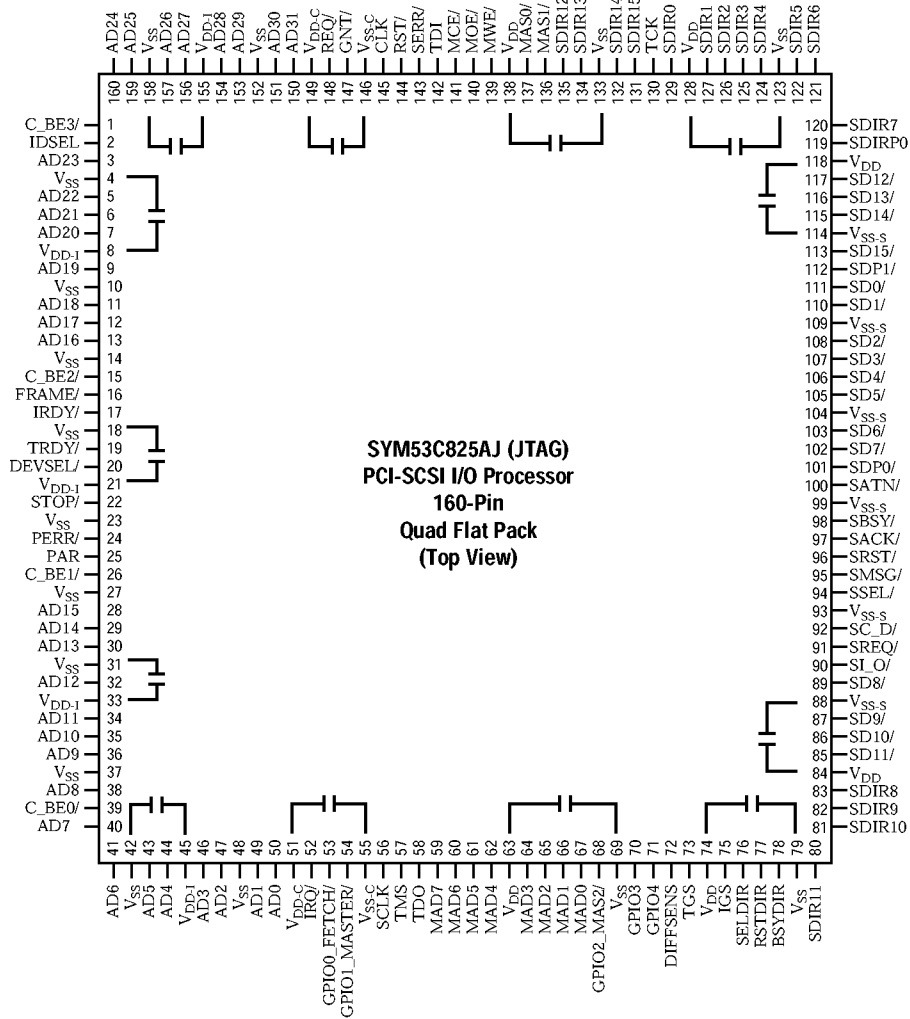 AD24 160
AD25 159
VSS 158
AD26 157
AD27 156
VDD-I 155
AD28 154
AD29 153
VSS 152
AD30 151
AD31 150
VDD-C 149
REQ/ 148
GNT/ 147
VSS-C 146
CLK 145
RST/ 144
SERR/ 143
TDI 142
MCE/ 141
MOE/ 140
MWE/ 139
VDD 138
MAS0/ 137
MAS1/ 136
SDIR12 135
SDIR13 134
VSS 133
SDIR14 132
SDIR15 131
TCK 130
SDIR0 129
VDD 128
SDIR1 127
SDIR2 126
SDIR3 125
SDIR4 124
VSS 123
SDIR5 122
SDIR6 121
C_BE3/ 1
IDSEL 2
AD23 3
VSS 4
AD22 5
AD21 6
AD20 7
VDD-I 8
AD19 9
VSS 10
AD18 11
AD17 12
AD16 13
VSS 14
C_BE2/ 15
FRAME/ 16
IRDY/ 17
VSS 18
TRDY/ 19
DEVSEL/ 20
VDD-I 21
STOP/ 22
VSS 23
PERR/ 24
PAR 25
C_BE1/ 26
VSS 27
AD15 28
AD14 29
AD13 30
VSS 31
AD12 32
VDD-I 33
AD11 34
AD10 35
AD9 36
VSS 37
AD8 38
C_BE0/ 39
AD7 40
SYM53C825AJ (JTAG)
PCI-SCSI I/O Processor
160-Pin
Quad Flat Pack
(Top View)
120 SDIR7
119 SDIRP0
118 VDD
117 SD12/
116 SD13/
115 SD14/
114 VSS-S
113 SD15/
112 SDP1/
111 SD0/
110 SD1/
109 VSS-S
108 SD2/
107 SD3/
106 SD4/
105 SD5/
104 VSS-S
103 SD6/
102 SD7/
101 SDP0/
100 SATN/
99 VSS-S
98 SBSY/
97 SACK/
96 SRST/
95 SMSG/
94 SSEL/
93 VSS-S
92 SC_D/
91 SREQ/
90 SI_O/
89 SD8/
88 VSS-S
87 SD9/
86 SD10/
85 SD11/
84 VDD
83 SDIR8
82 SDIR9
81 SDIR10
41 AD6
42 VSS
43 AD5
44 AD4
45 VDD-I
46 AD3
47 AD2
48 VSS
49 AD1
50 AD0
51 VDD-C
52 IRQ/
53 GPIO0_FETCH/
54 GPIO1_MASTER/
55 VSS-C
56 SCLK
57 TMS
58 TDO
59 MAD7
60 MAD6
61 MAD5
62 MAD4
63 VDD
64 MAD3
65 MAD2
66 MAD1
67 MAD0
68 GPIO2_MAS2/
69 VSS
70 GPIO3
71 GPIO4
72 DIFFSENS
73 TGS
74 VDD
75 IGS
76 SELDIR
77 RSTDIR
78 BSYDIR
79 VSS
80 SDIR11